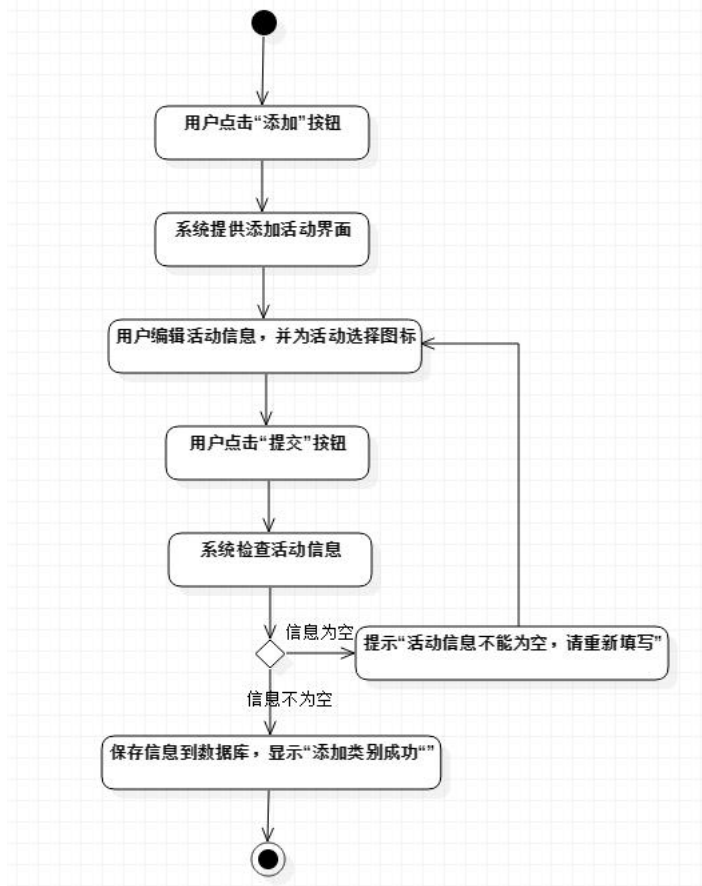 用户点击“添加”按钮
系统提供添加活动界面
用户编辑活动信息，并为活动选择图标
用户点击“提交”按钮
系统检查活动信息
信息为空
提示“活动信息不能为空，请重新填写”
信息不为空
保存信息到数据库，显示“添加类别成功“”